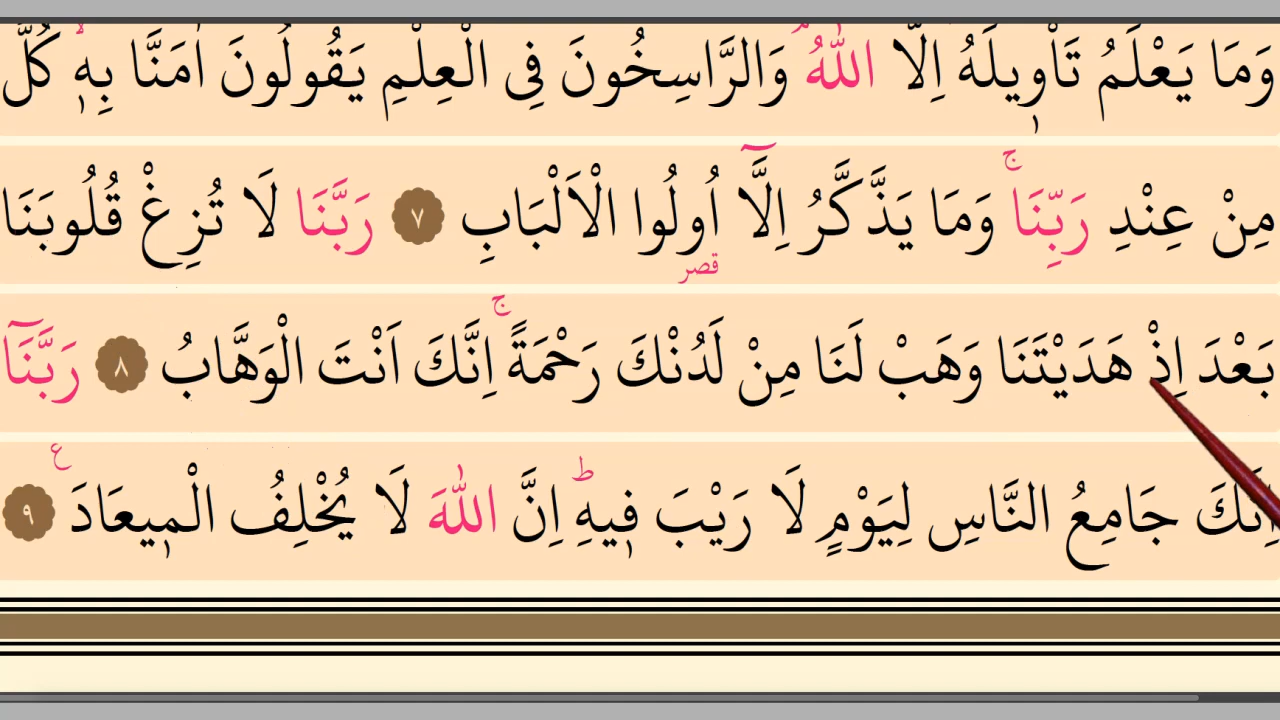 وَمَا يَعْلَمُ تَأْوِيلَهُٓ اِلَّا اللّٰهُۢ وَالرَّاسِخُونَ فِى الْعِلْمِ يَقُولُونَ اٰمَنَّا بِهٖۙ كُلٌّ
مِنْ عِنْدِ رَبِّنَاۚ وَمَا يَذَّكَّرُ اِلَّٓا اُولُوا الْاَلْبَابِ ٧ رَبَّنَا لَا تُزِغْ قُلُوبَنَا
قصر
بَعْدَ اِذْ هَدَيْتَنَا وَهَبْ لَنَا مِنْ لَدُنْكَ رَحْمَةًۚ اِنَّكَ اَنْتَ الْوَهَّابُ ٨ رَبَّنَٓا
اِنَّكَ جَامِعُ النَّاسِ لِيَوْمٍ لَا رَيْبَ فٖيهِۜ اِنَّ اللّٰهَ لَا يُخْلِفُ الْمٖيعَادَ ع ٩